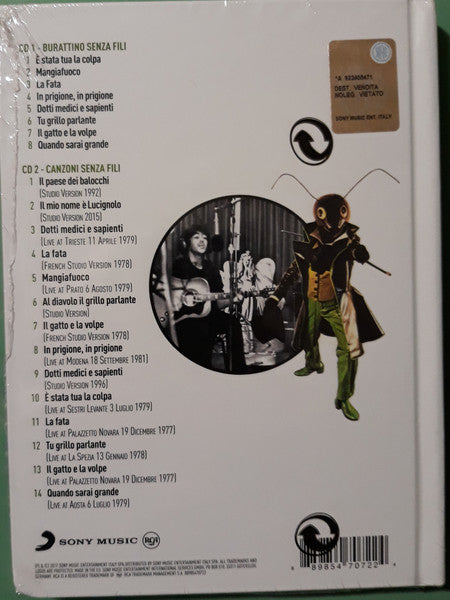 CD 1 - BURATTINO SENZA FILI
1 È stata tua la colpa
2 Mangiafuoco
3 La Fata
4 In prigione, in prigione
5 Dotti medici e sapienti
6 Tu grillo parlante
7 Il gatto e la volpe
8 Quando sarai grande
CD 2 - CANZONI SENZA FILI
1 Il paese dei balocchi
(Studio Version 1992)
2 Il mio nome è Lucignolo
(Studio Version 2015)
3 Dotti medici e sapienti
(Live at Trieste 11 Aprile 1979)
4 La fata
(French Studio Version 1978)
5 Mangiafuoco
(Live at Prato 6 Agosto 1979)
6 Al diavolo il grillo parlante
(Studio Version)
7 Il gatto e la volpe
(French Studio Version 1978)
8 In prigione, in prigione
(Live at Modena 18 Settembre 1981)
9 Dotti medici e sapienti
(Studio Version 1996)
10 È stata tua la colpa
(Live at Sestri Levante 3 Luglio 1979)
11 La fata
(Live at Palazzetto Novara 19 Dicembre 1977)
12 Tu grillo parlante
(Live at La Spezia 13 Gennaio 1978)
13 Il gatto e la volpe
(Live at Palazzetto Novara 19 Dicembre 1977)
14 Quando sarai grande
(Live at Aosta 6 Luglio 1979)
DEST. VENDITA
NOLEG. VIETATO
SONY MUSIC ENT. ITALY
SONY MUSIC
RCA
8 89854 70722 4